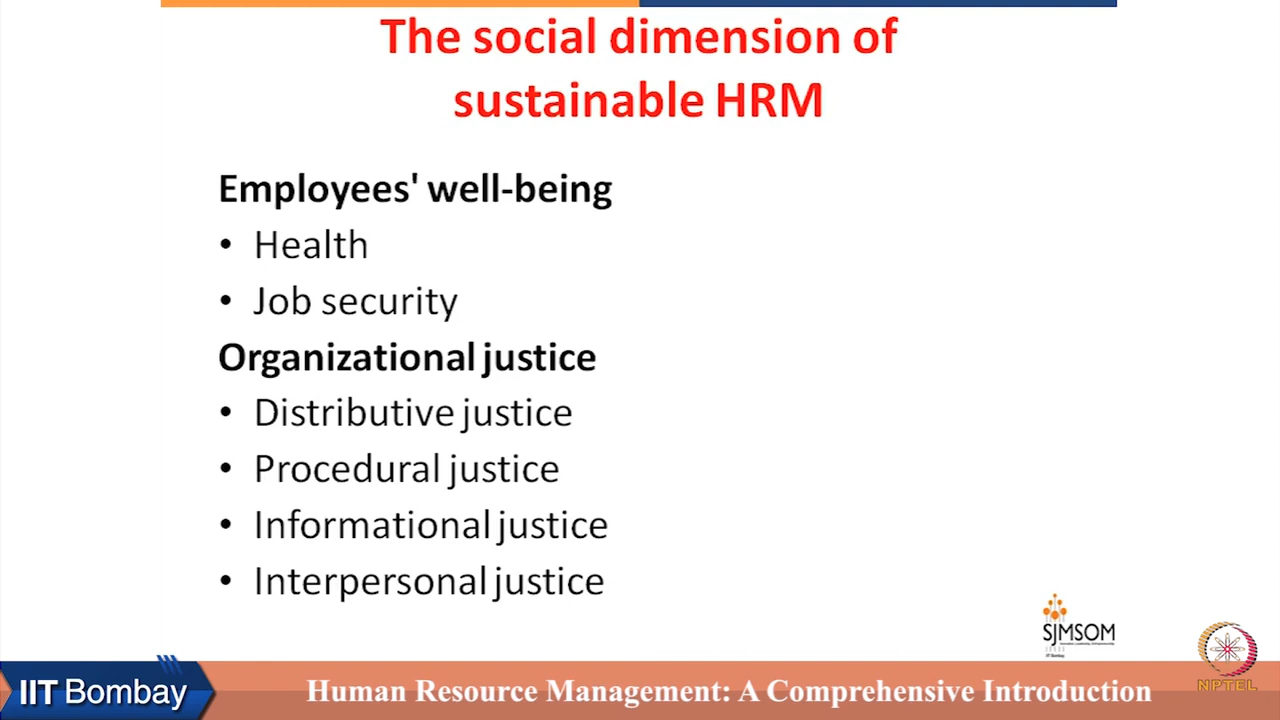 The social dimension of
sustainable HRM
Employees' well-being
• Health
• Job security
Organizational justice
• Distributive justice
• Procedural justice
• Informational justice
• Interpersonal justice
SJMSOM
IIT Bombay
NPTEL
IIT Bombay
Human Resource Management: A Comprehensive Introduction